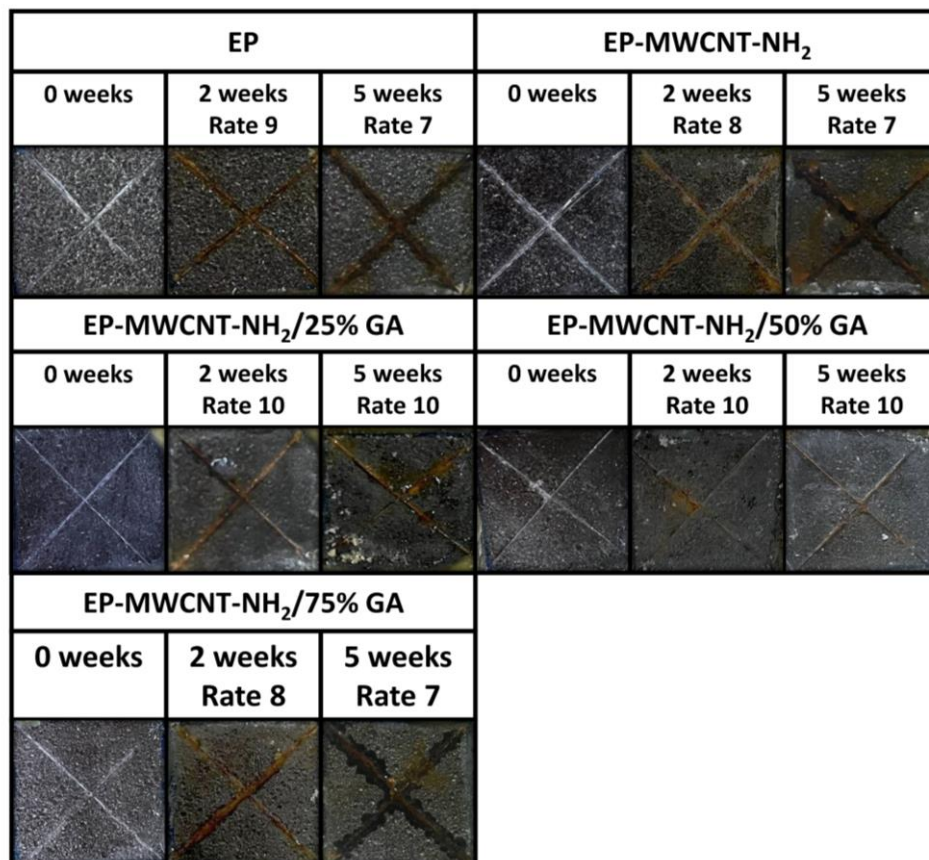 EP
EP-MWCNT-NH₂
0 weeks
2 weeks
Rate 9
5 weeks
Rate 7
0 weeks
2 weeks
Rate 8
5 weeks
Rate 7
EP-MWCNT-NH₂/25% GA
EP-MWCNT-NH₂/50% GA
0 weeks
2 weeks
Rate 10
5 weeks
Rate 10
0 weeks
2 weeks
Rate 10
5 weeks
Rate 10
EP-MWCNT-NH₂/75% GA
0 weeks
2 weeks
Rate 8
5 weeks
Rate 7